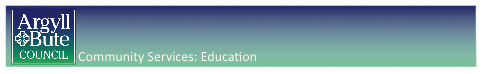 Argyll
Bute
COUNCIL
Community Services: Education